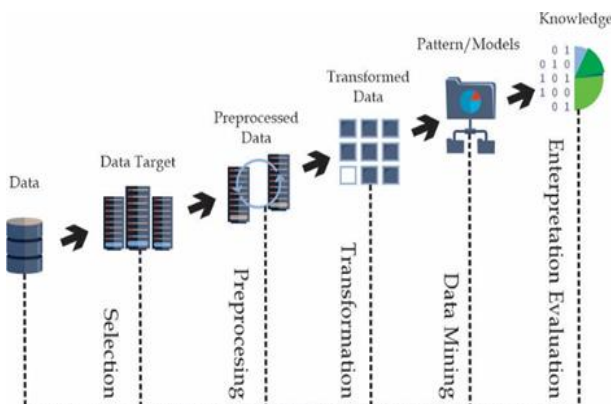 Knowledge
0 1
0 1 0
1 0 1
1 0 0
0 1
Pattern/Models
Transformed
Data
Preprocessed
Data
Data Target
Data
Selection
Preprocesing
Transformation
Data Mining
Enterpretation Evaluation